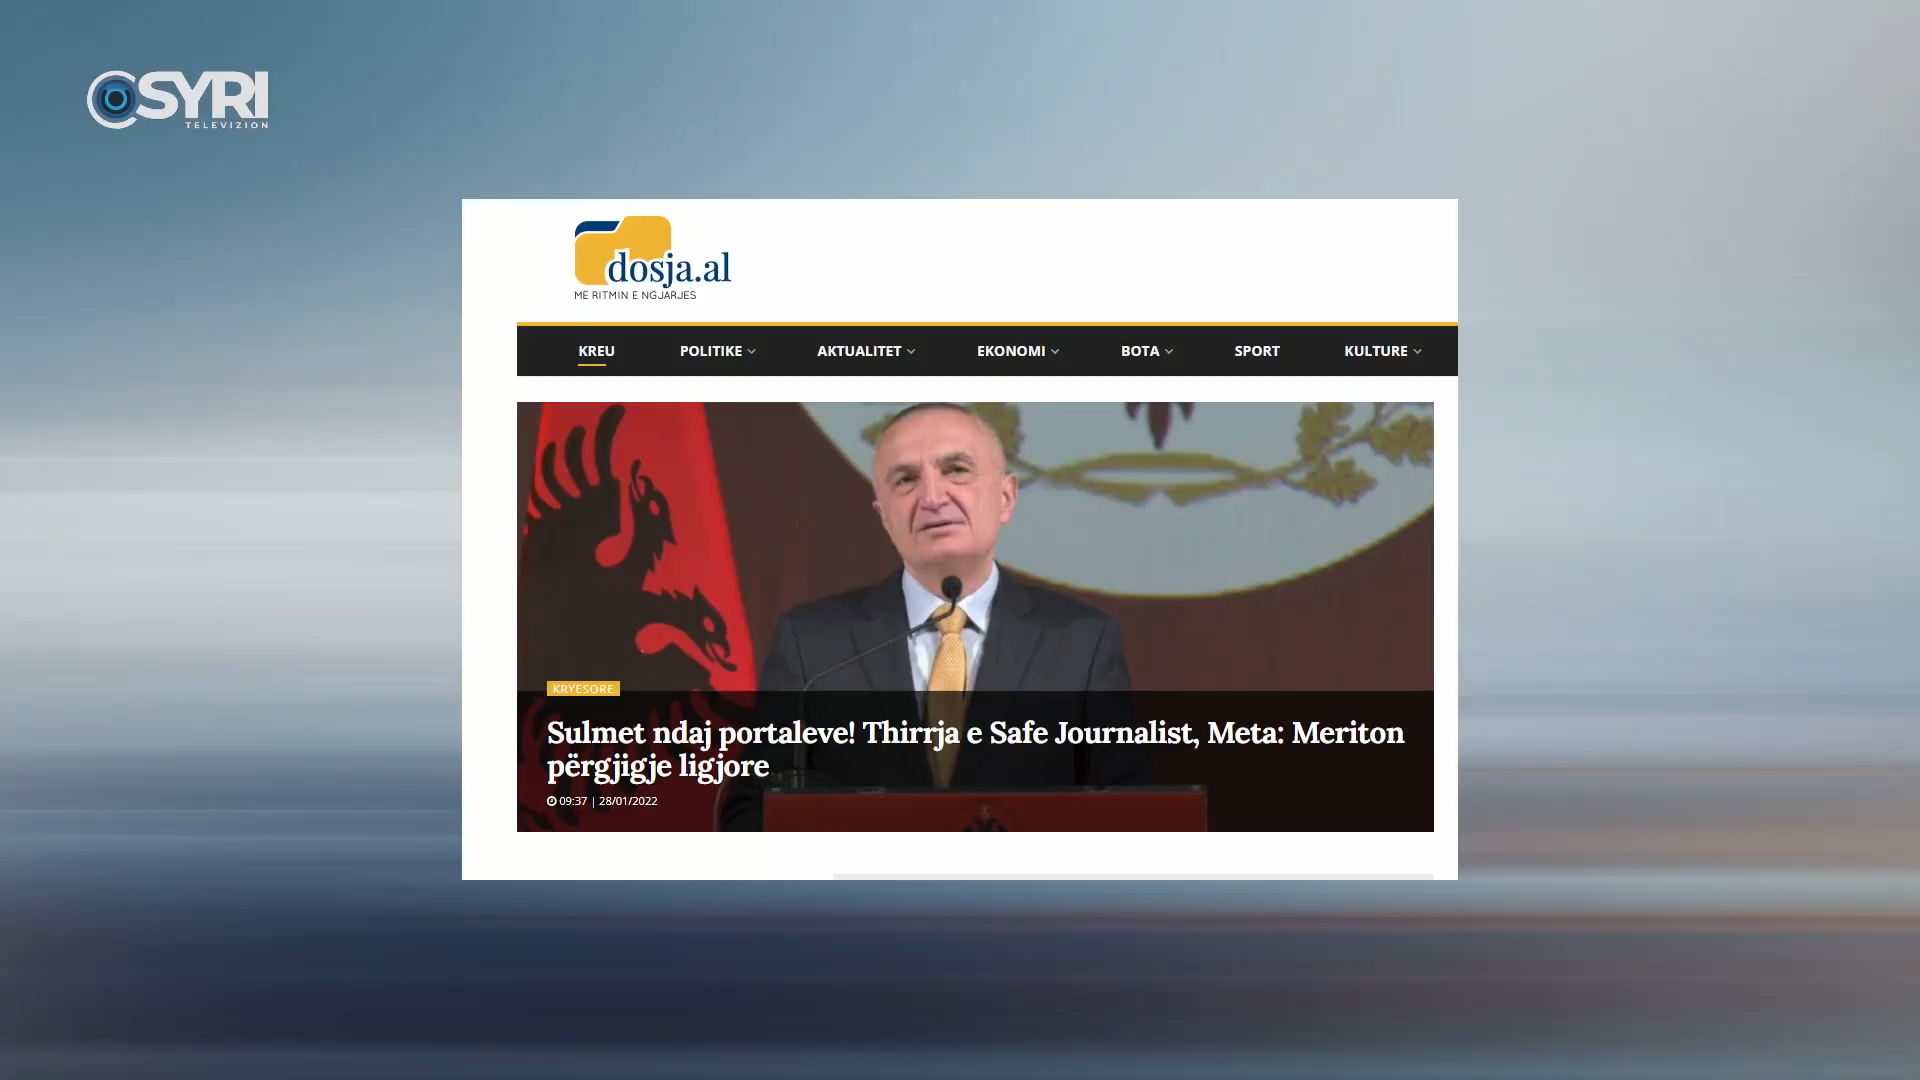 SYRI
TELEVIZION
dosja.al
ME RITMIN E NGJARJES
KREU POLITIKE AKTUALITET EKONOMI BOTA SPORT KULTURE
KRYESORE
Sulmet ndaj portaleve! Thirrja e Safe Journalist, Meta: Meriton
përgjigje ligjore
09:37 | 28/01/2022